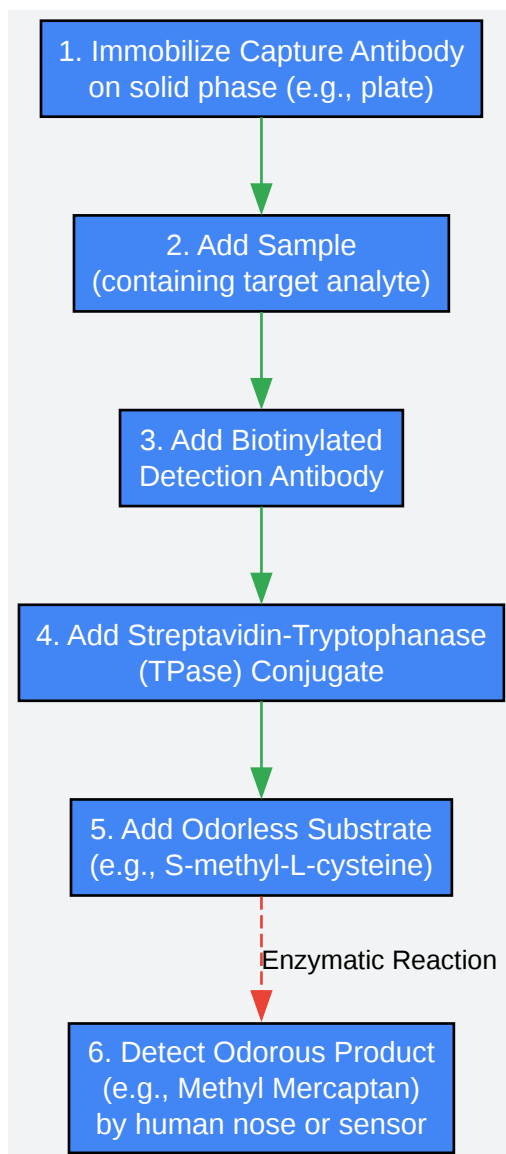 1. Immobilize Capture Antibody
on solid phase (e.g., plate)
2. Add Sample
(containing target analyte)
3. Add Biotinylated
Detection Antibody
4. Add Streptavidin-Tryptophanase
(TPase) Conjugate
5. Add Odorless Substrate
(e.g., S-methyl-L-cysteine)
Enzymatic Reaction
6. Detect Odorous Product
(e.g., Methyl Mercaptan)
by human nose or sensor